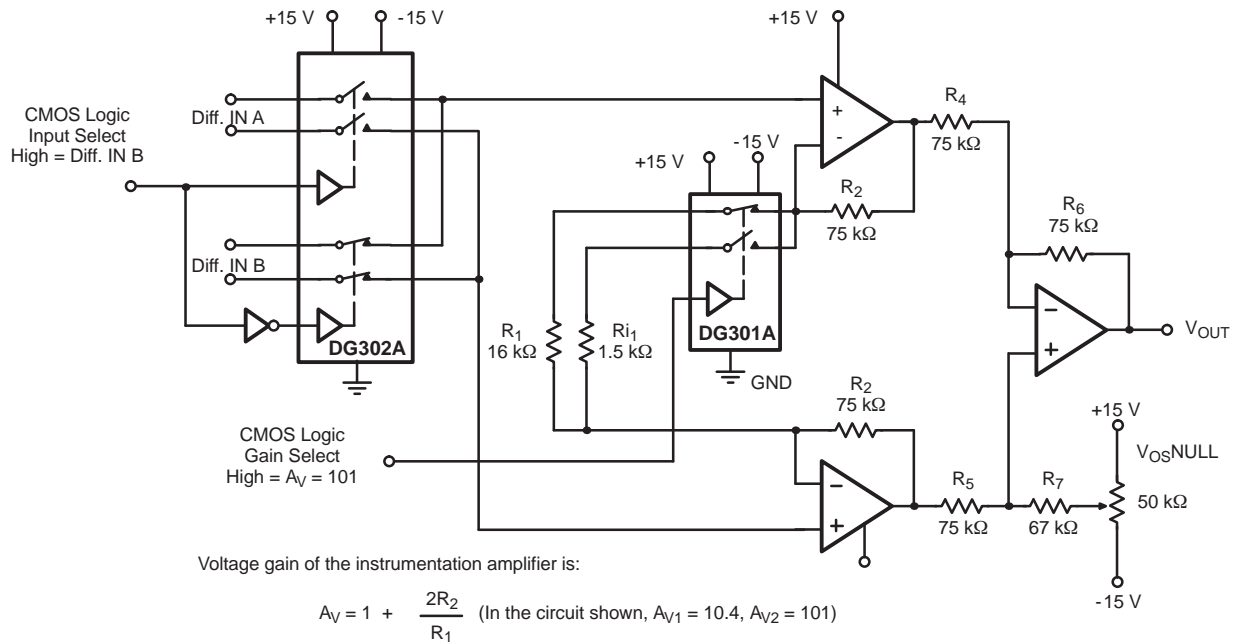 +15 V
-15 V
+15 V
CMOS Logic
Input Select
High = Diff. IN B
Diff. IN A
+
-
R4
75 kΩ
+15 V
-15 V
R2
75 kΩ
R6
75 kΩ
Diff. IN B
DG302A
R1
16 kΩ
Ri1
1.5 kΩ
DG301A
GND
−
+
VOUT
R2
75 kΩ
+15 V
VOSNULL
CMOS Logic
Gain Select
High = AV = 101
−
+
R5
75 kΩ
R7
67 kΩ
50 kΩ
-15 V
Voltage gain of the instrumentation amplifier is:
AV = 1 + 2R2 / R1 (In the circuit shown, AV1 = 10.4, AV2 = 101)